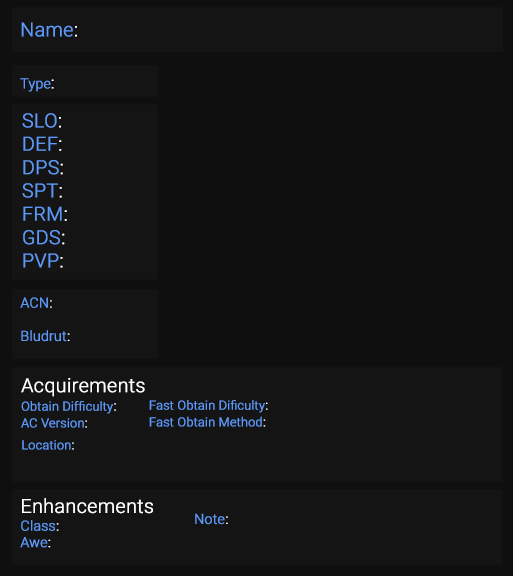 Name:
Type:
SLO:
DEF:
DPS:
SPT:
FRM:
GDS:
PVP:
ACN:
Bludrut:
Acquirements
Obtain Difficulty: Fast Obtain Dificulty:
AC Version: Fast Obtain Method:
Location:
Enhancements
Class: Note:
Awe: